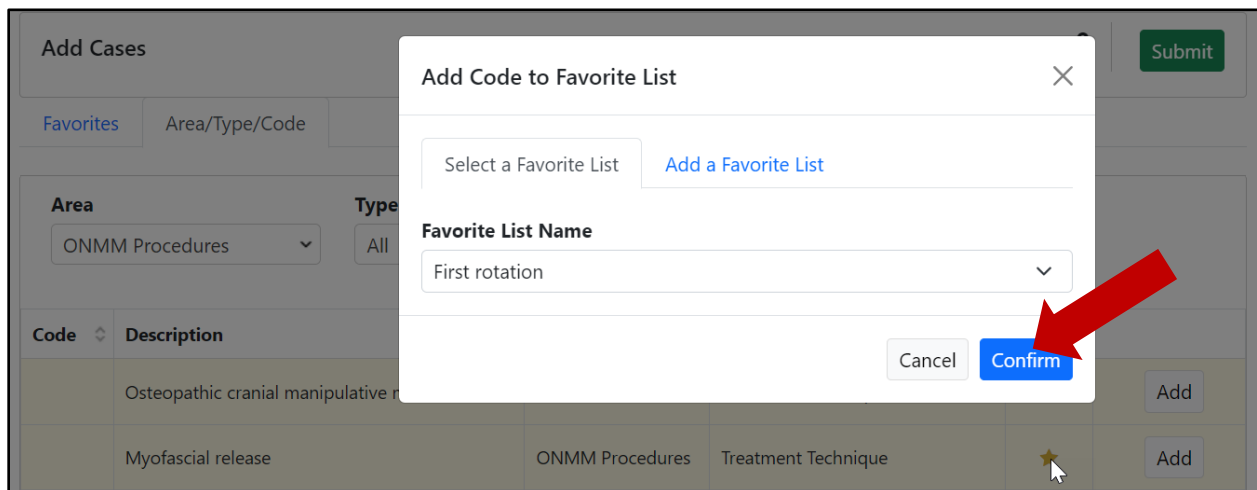 Add Cases
Submit
Add Code to Favorite List
Favorites
Area/Type/Code
Select a Favorite List
Add a Favorite List
Area
Type
ONMM Procedures
All
Favorite List Name
First rotation
Code
Description
Cancel
Confirm
Osteopathic cranial manipulative
Add
Myofascial release
ONMM Procedures
Treatment Technique
Add